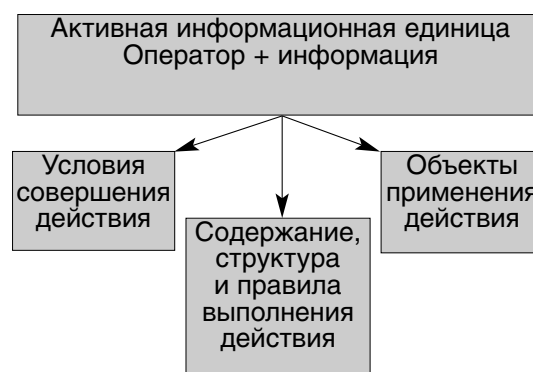 Активная информационная единица
Оператор + информация
Условия
совершения
действия
Содержание,
структура
и правила
выполнения
действия
Объекты
применения
действия